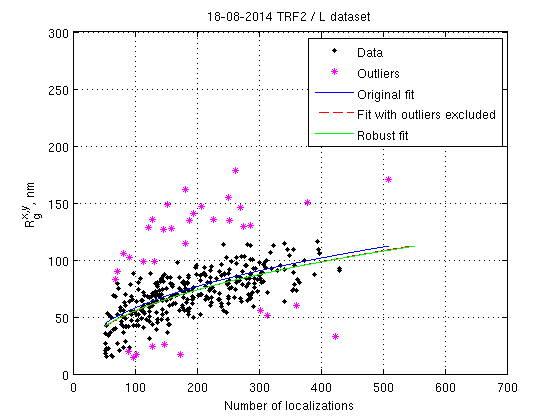 18-08-2014 TRF2 / L dataset
300
250
200
150
100
50
0
R_g^x,y, nm
Data
Outliers
Original fit
Fit with outliers excluded
Robust fit
0 100 200 300 400 500 600 700
Number of localizations